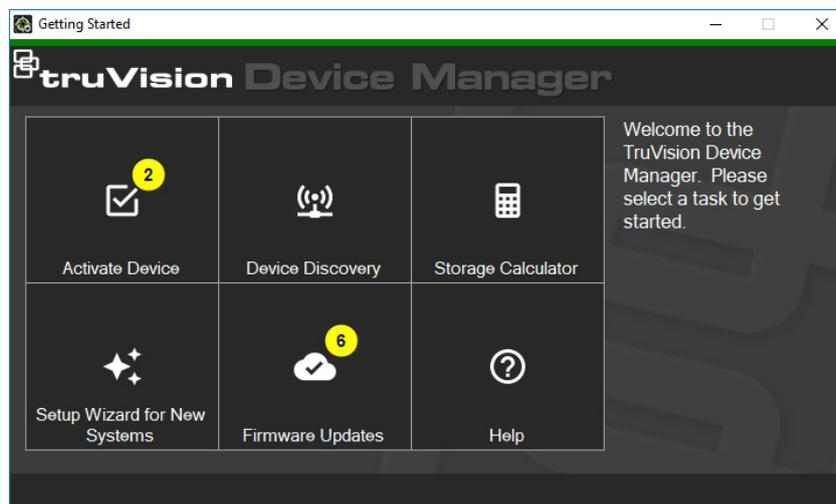 Getting Started
truVision Device Manager
2
Activate Device
Device Discovery
Storage Calculator
Welcome to the
TruVision Device
Manager. Please
select a task to get
started.
Setup Wizard for New
Systems
6
Firmware Updates
?
Help